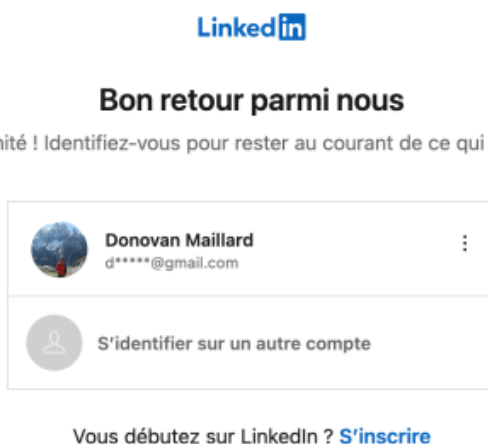 LinkedIn
Bon retour parmi nous
! Identifiez-vous pour rester au courant de ce qui
Donovan Maillard
d*****@gmail.com
S'identifier sur un autre compte
Vous débutez sur LinkedIn ? S'inscrire